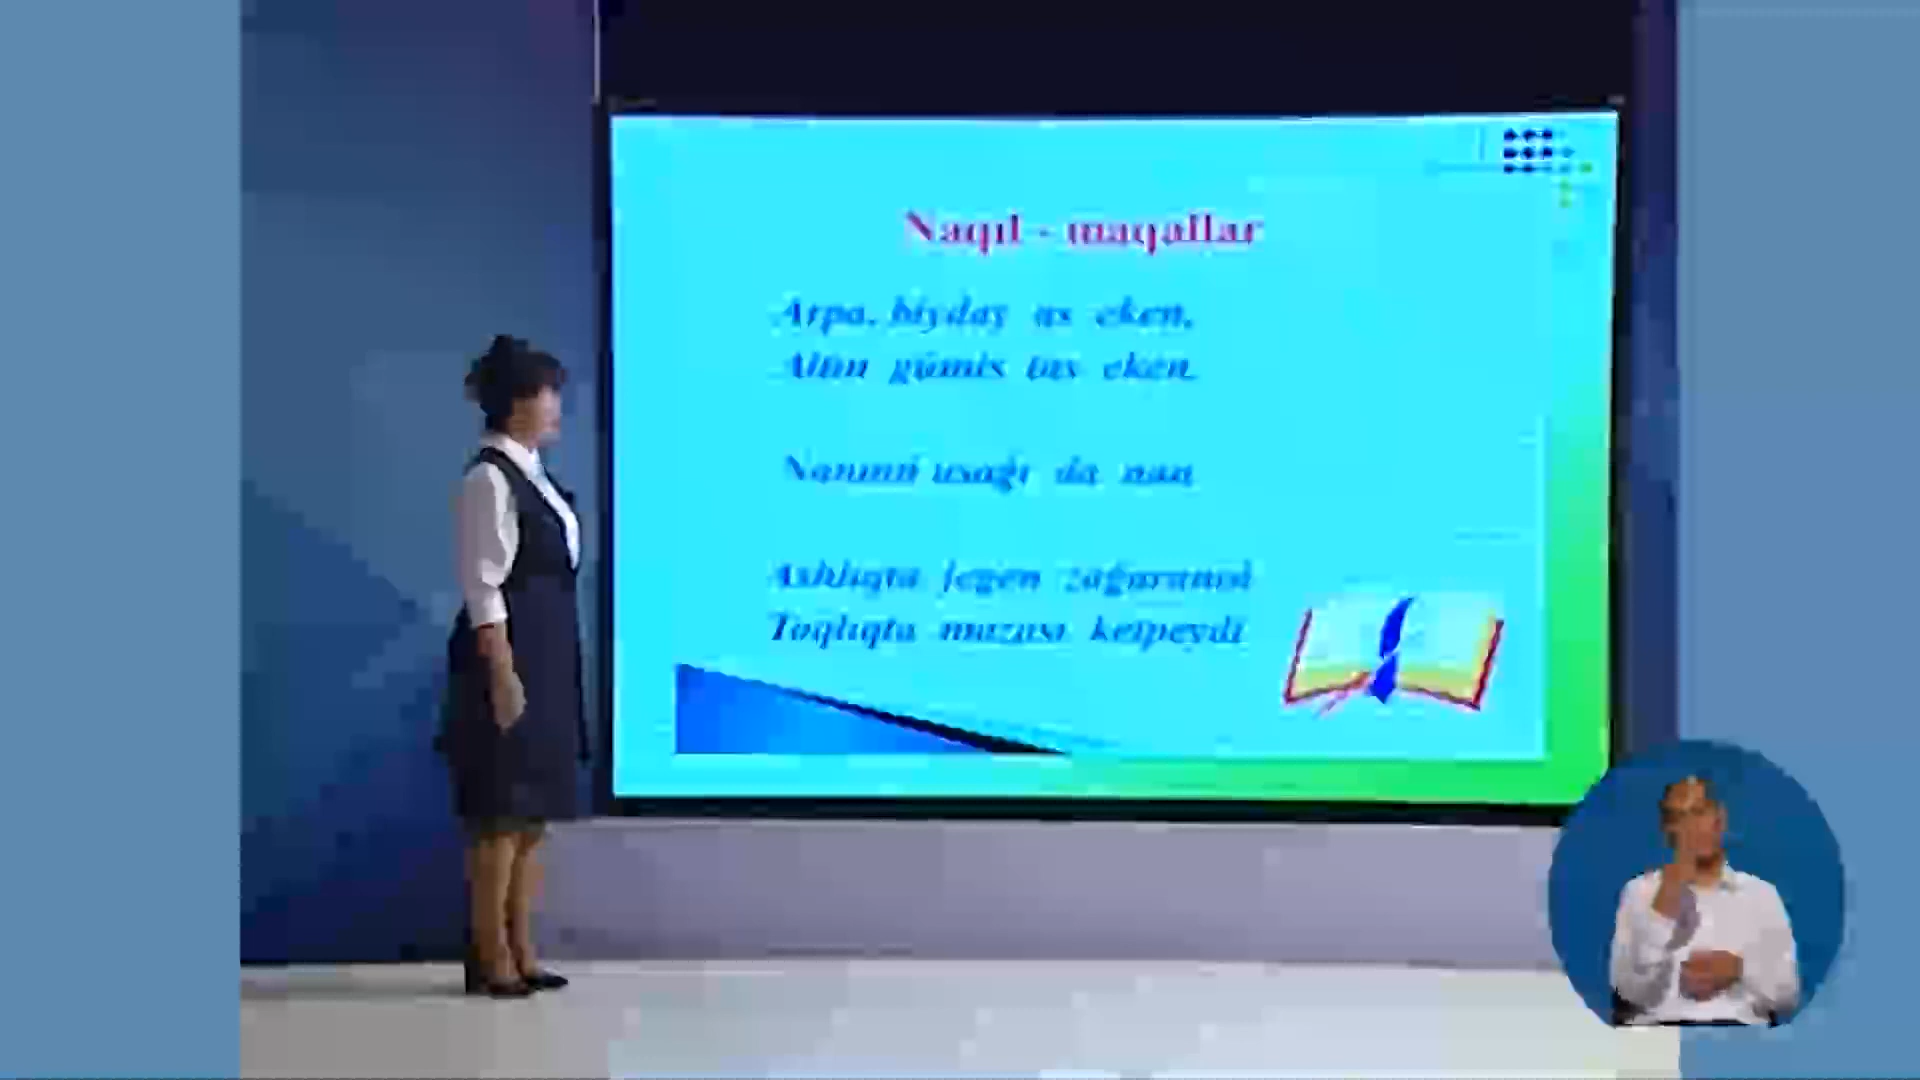 Naqıl - maqallar
Arpa, biyday as eken,
Altın gúmis tas eken.
Nannıń usaǵı da nan
Ashlıqta jegen zaǵaranıń
Toqlıqta mazası ketpeydi